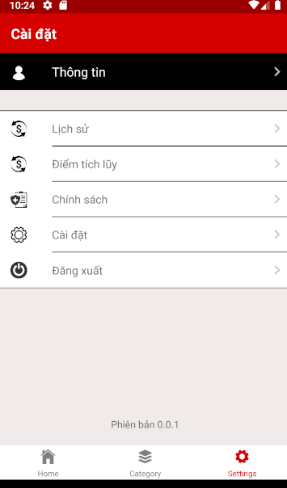 10:24
Cài đặt
Thông tin
Lịch sử
Điểm tích lũy
Chính sách
Cài đặt
Đăng xuất
Phiên bản 0.0.1
Home
Category
Settings